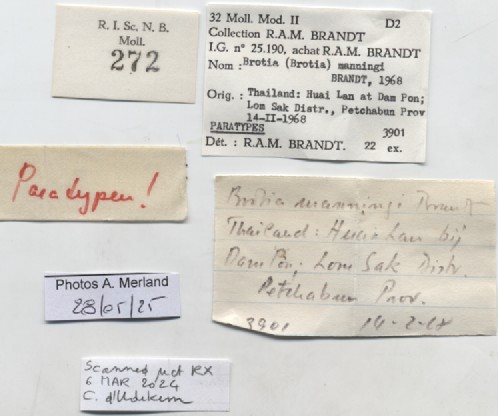 R. I. Sc. N. B.
Moll.
272
32 Moll. Mod. II D2
Collection R.A.M. BRANDT
I.G. n° 25.190, achat R.A.M. BRANDT
Nom : Brotia (Brotia) manningi
BRANDT, 1968
Orig. : Thailand: Huai Lan at Dam Pon;
Lom Sak Distr., Petchabun Prov
14-II-1968
PARATYPES 3901
Dét. : R.A.M. BRANDT. 22 ex.
Paratypen!
Brotia manningi Brandt
Thailand: Huai Lan bij
Dam Pon; Lom Sak Distr.
Petchabun Prov.
3901 14-2-68
Photos A. Merland
28/05/25
Scanned µct RX
6 MAR 2024
C. d'Udekem